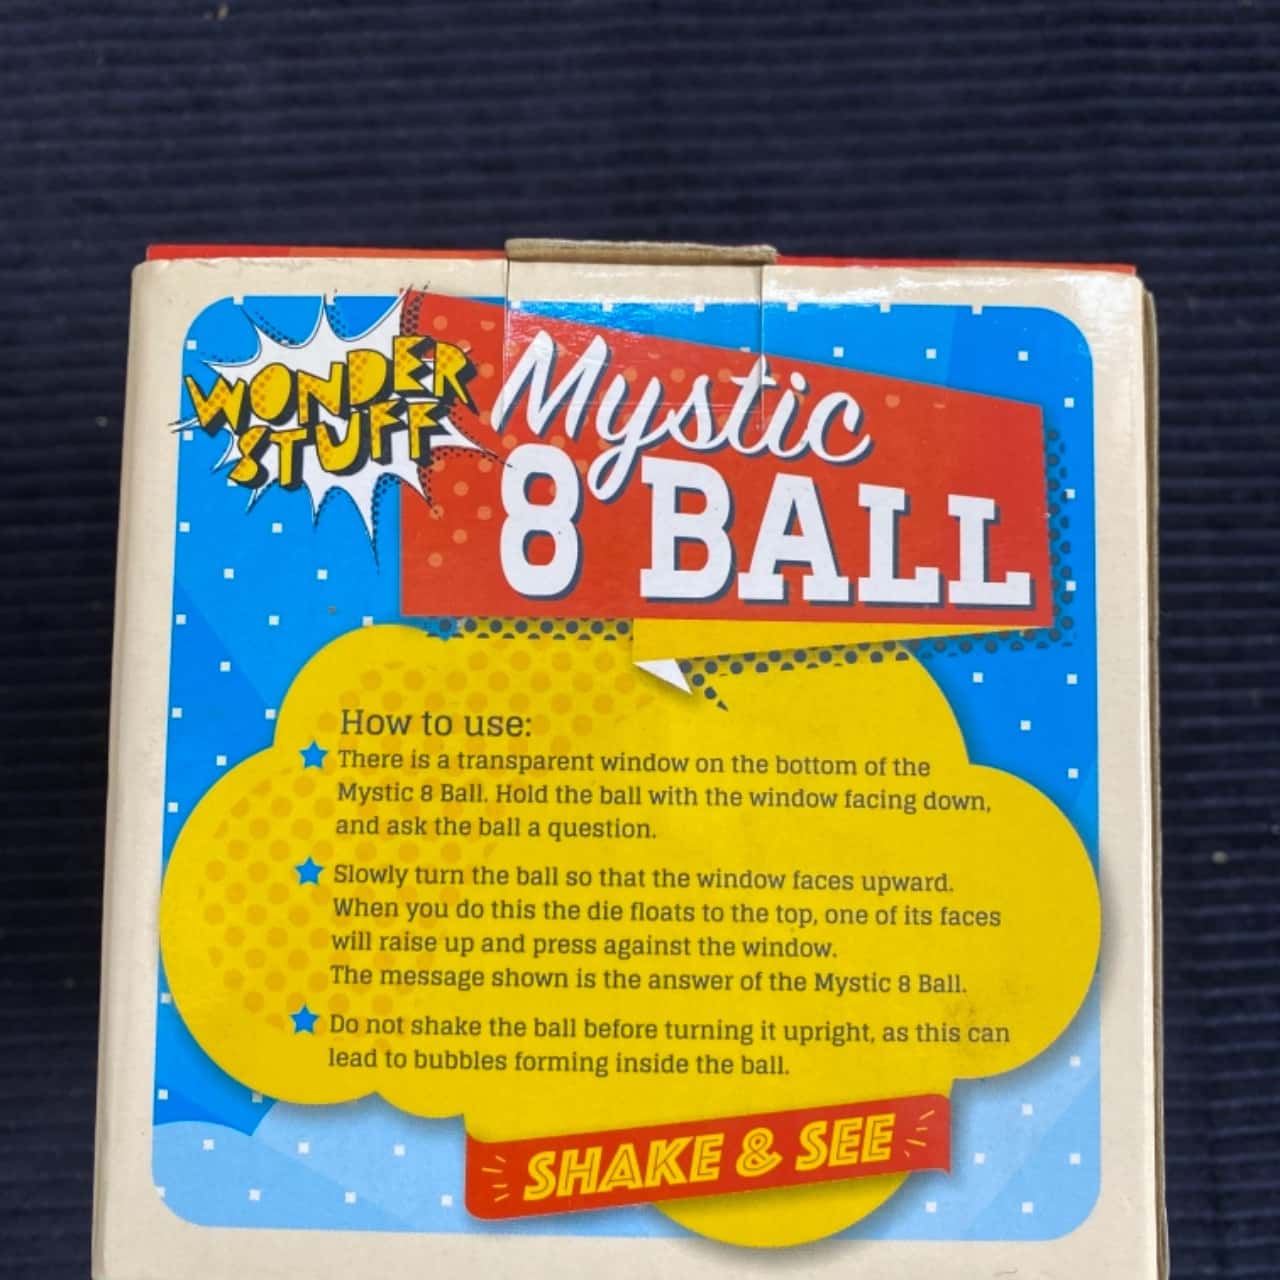 WONDER
STUFF
Mystic
8 BALL
How to use:
There is a transparent window on the bottom of the
Mystic 8 Ball. Hold the ball with the window facing down,
and ask the ball a question.
Slowly turn the ball so that the window faces upward.
When you do this the die floats to the top, one of its faces
will raise up and press against the window.
The message shown is the answer of the Mystic 8 Ball.
Do not shake the ball before turning it upright, as this can
lead to bubbles forming inside the ball.
SHAKE & SEE